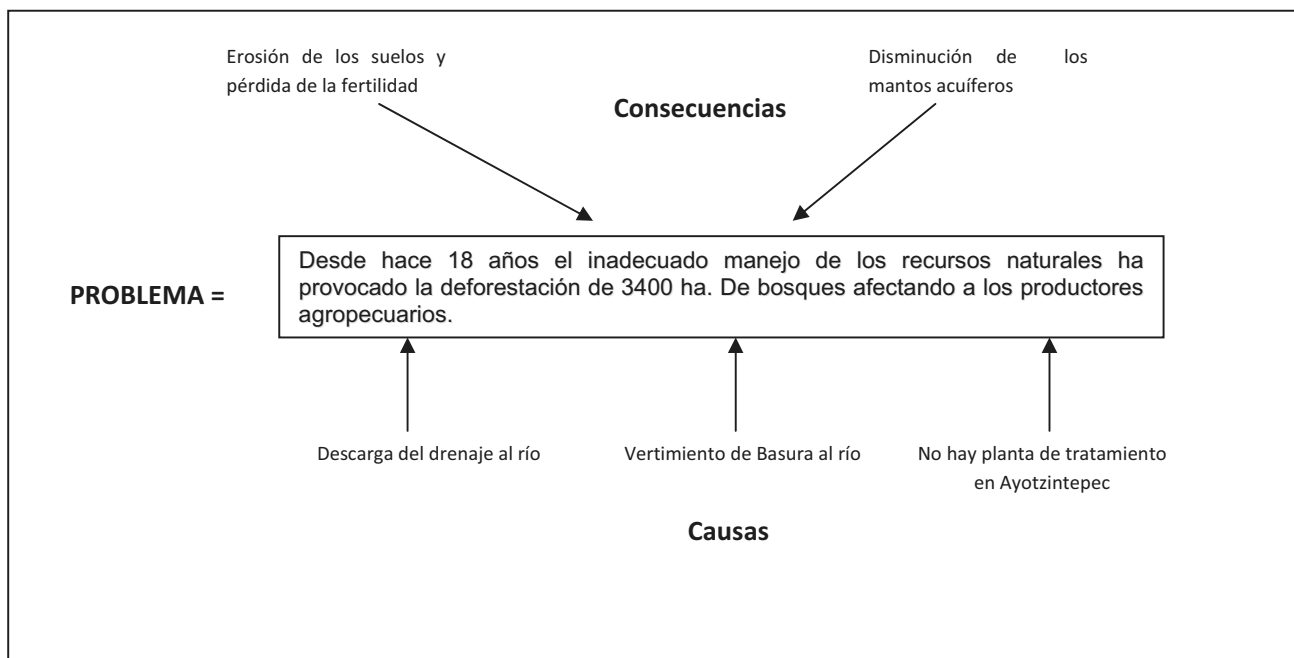 Erosión de los suelos y
pérdida de la fertilidad
Disminución de los
mantos acuíferos
Consecuencias
PROBLEMA =
Desde hace 18 años el inadecuado manejo de los recursos naturales ha
provocado la deforestación de 3400 ha. De bosques afectando a los productores
agropecuarios.
Descarga del drenaje al río
Vertimiento de Basura al río
No hay planta de tratamiento
en Ayotzintepec
Causas